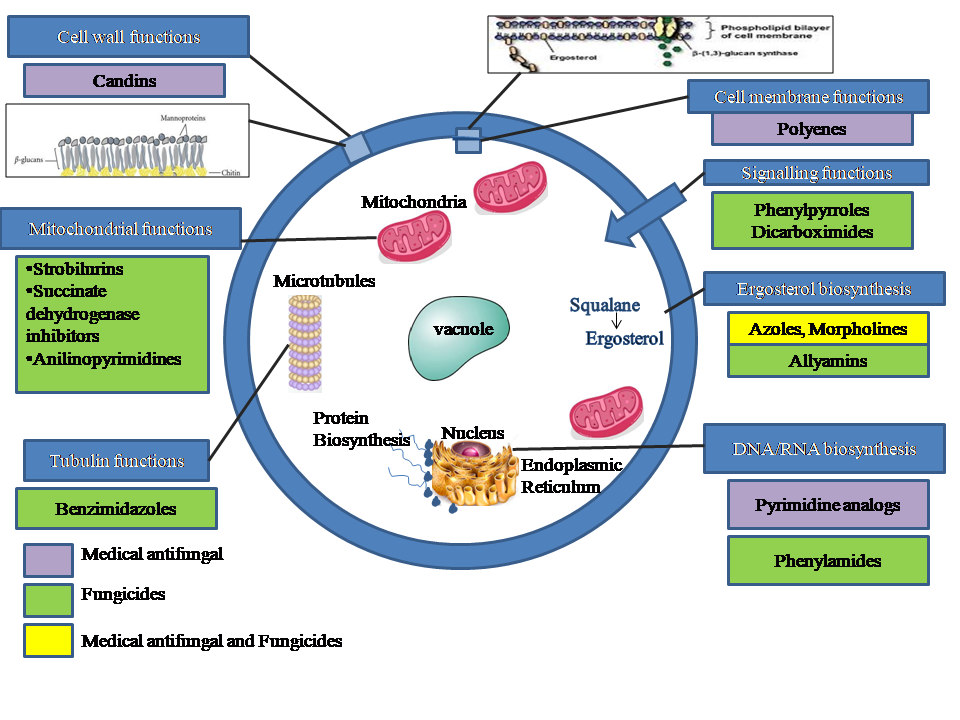 Cell wall functions
Candins
Mannoproteins
β-glucans
Chitin
Phospholipid bilayer
of cell membrane
Ergosterol
β-(1,3)-glucan synthase
Cell membrane functions
Polyenes
Signalling functions
Phenylpyrroles
Dicarboximides
Mitochondrial functions
•Strobilurins
•Succinate
dehydrogenase
inhibitors
•Anilinopyrimidines
Mitochondria
Microtubules
vacuole
Squalane
Ergosterol
Ergosterol biosynthesis
Azoles, Morpholines
Allyamins
Protein
Biosynthesis
Nucleus
Endoplasmic
Reticulum
Tubulin functions
Benzimidazoles
DNA/RNA biosynthesis
Pyrimidine analogs
Phenylamides
Medical antifungal
Fungicides
Medical antifungal and Fungicides